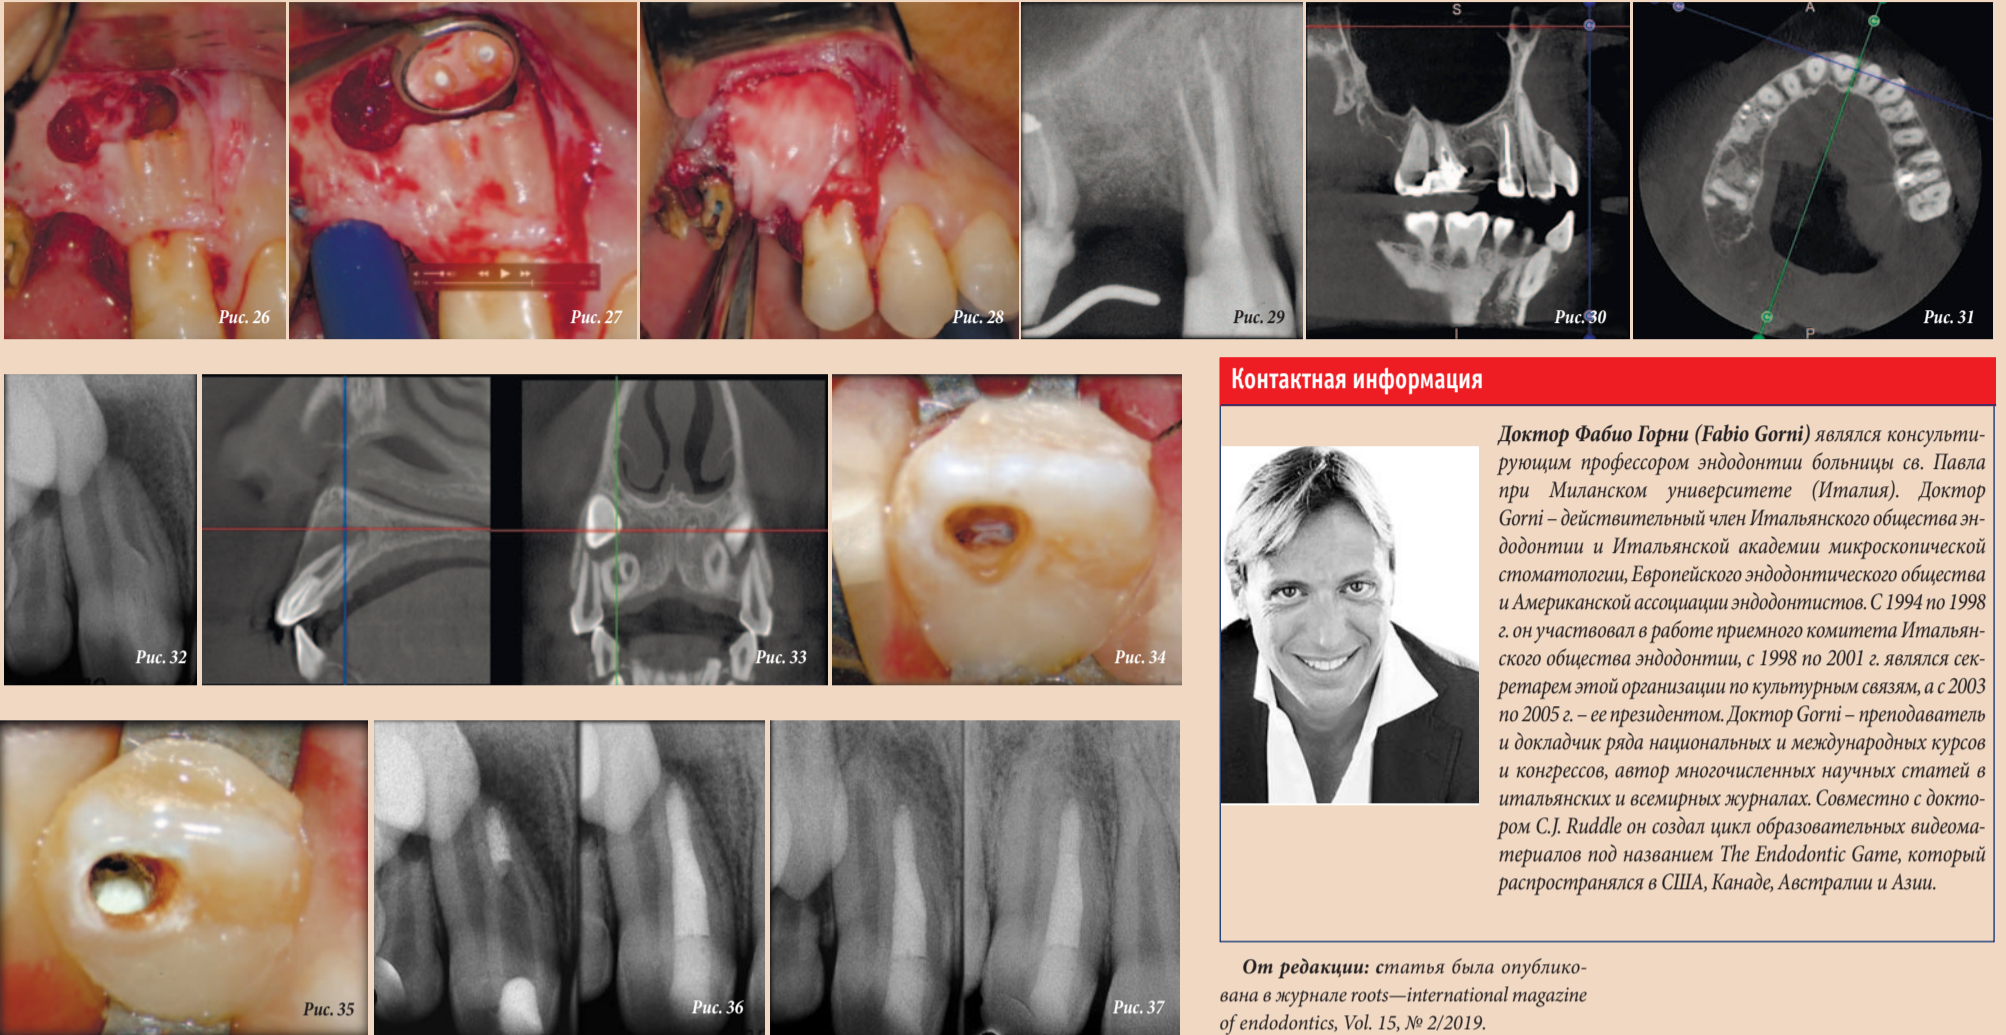 Рис. 26
Рис. 27
Рис. 28
Рис. 29
S
Рис. 30
A
P
Рис. 31
Рис. 32
Рис. 33
Рис. 34
Рис. 35
Рис. 36
Рис. 37
Контактная информация
Доктор Фабио Горни (Fabio Gorni) являлся консульти-
рующим профессором эндодонтии больницы св. Павла
при Миланском университете (Италия). Доктор
Gorni – действительный член Итальянского общества эн-
додонтии и Итальянской академии микроскопической
стоматологии, Европейского эндодонтического общества
и Американской ассоциации эндодонтистов. С 1994 по 1998
г. он участвовал в работе приемного комитета Итальян-
ского общества эндодонтии, с 1998 по 2001 г. являлся сек-
ретарем этой организации по культурным связям, а с 2003
по 2005 г. – ее президентом. Доктор Gorni – преподаватель
и докладчик ряда национальных и международных курсов
и конгрессов, автор многочисленных научных статей в
итальянских и всемирных журналах. Совместно с докто-
ром C.J. Ruddle он создал цикл образовательных видеома-
териалов под названием The Endodontic Game, который
распространялся в США, Канаде, Австралии и Азии.
От редакции: статья была опублико-
вана в журнале roots—international magazine
of endodontics, Vol. 15, № 2/2019.